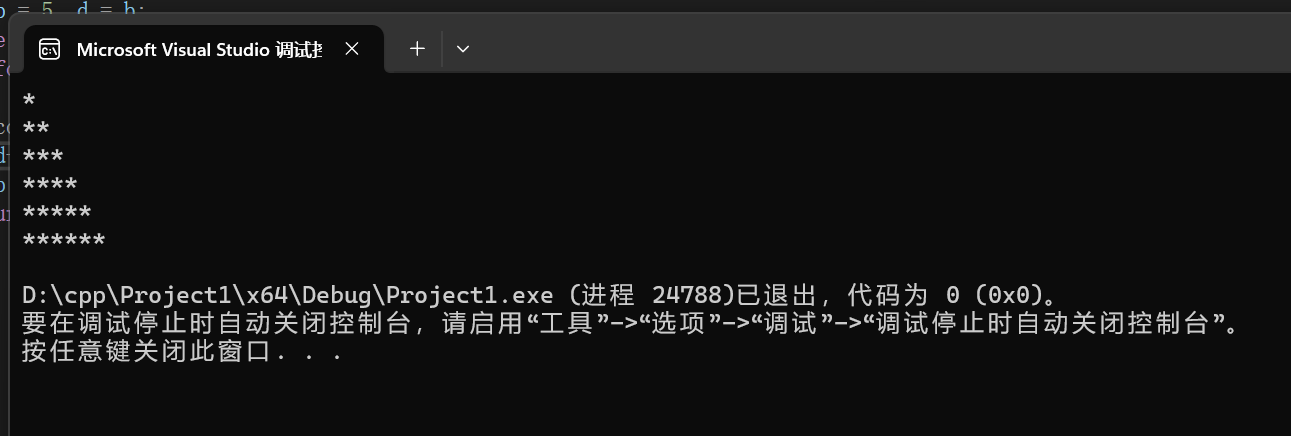 = 5, d = b;
Microsoft Visual Studio 调试
*
**
***
****
*****
******
D:\cpp\Project1\x64\Debug\Project1.exe (进程 24788)已退出，代码为 0 (0x0)。
要在调试停止时自动关闭控制台，请启用“工具”->“选项”->“调试”->“调试停止时自动关闭控制台”。
按任意键关闭此窗口. . .